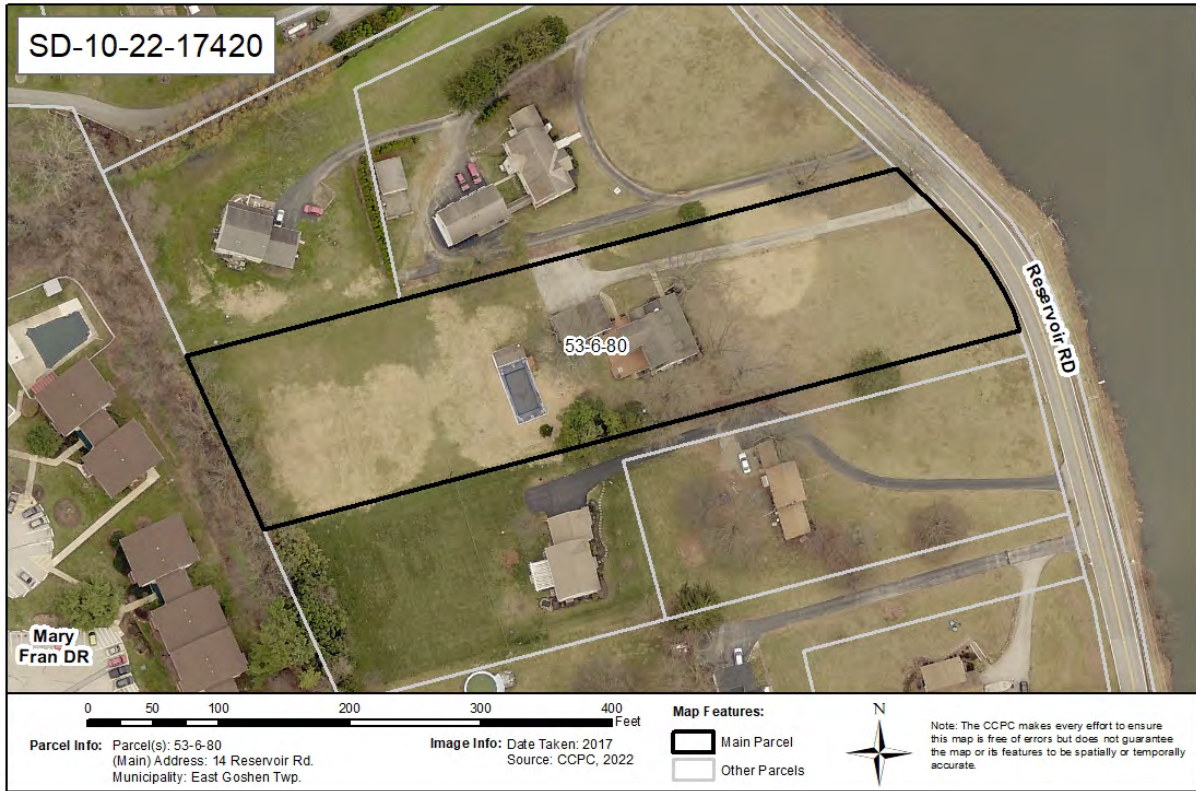 SD-10-22-17420
Reservoir RD
53-6-80
Mary
Fran DR
0 50 100 200 300 400
Feet
Parcel Info: Parcel(s): 53-6-80
(Main) Address: 14 Reservoir Rd.
Municipality: East Goshen Twp.
Image Info: Date Taken: 2017
Source: CCPC, 2022
Map Features:
Main Parcel
Other Parcels
N
Note: The CCPC makes every effort to ensure
this map is free of errors but does not guarantee
the map or its features to be spatially or temporally
accurate.